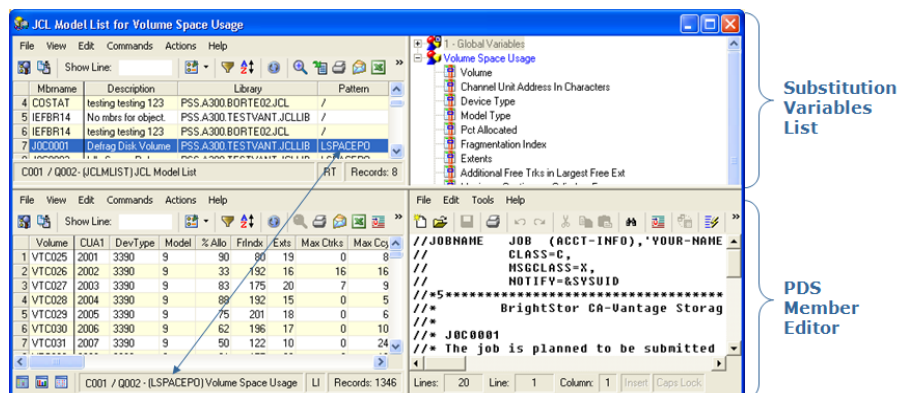 JCL Model List for Volume Space Usage
File View Edit Commands Actions Help
Show Line:
Mbrname Description Library Pattern
4 COSTAT testing testing 123 PSS.A300.BORTE02.JCL /
5 IEFBR14 No mbrs for object. PSS.A300.TESTVANT.JCLLIB /
6 IEFBR14 testing testing 123 PSS.A300.BORTE02.JCL /
7 J0C0001 Defrag Disk Volume PSS.A300.TESTVANT.JCLLIB LSPACEPO
C001 / Q002- (JCLMLIST) JCL Model List RT Records: 8
1 - Global Variables
Volume Space Usage
Volume
Channel Unit Address In Characters
Device Type
Model Type
Pct Allocated
Fragmentation Index
Extents
Additional Free Trks in Largest Free Ext
Substitution
Variables
List
File View Edit Commands Actions Help
Show Line:
Volume CUA1 DevType Model % Allo FrIndx Exts Max Ctrks Max Ccy
1 VTC025 2001 3390 9 90 80 19 0 8
2 VTC026 2002 3390 9 33 192 16 16 16
3 VTC027 2003 3390 9 83 175 20 7 9
4 VTC028 2004 3390 9 88 192 15 0 5
5 VTC029 2005 3390 9 75 201 18 0 6
6 VTC030 2006 3390 9 62 196 17 0 10
7 VTC031 2007 3390 9 50 122 10 0 24
C001 / Q002 - (LSPACEPO) Volume Space Usage LI Records: 1346
File Edit Tools Help
//JOBNAME JOB (ACCT-INFO),'YOUR-NAME
// CLASS=C,
// MSGCLASS=X,
// NOTIFY=&SYSUID
//*5************************************
//* BrightStor CA-Vantage Storag
//*
//* J0C0001
//* The job is planned to be submitted
Lines: 20 Line: 1 Column: 1 Insert Caps Lock
PDS
Member
Editor